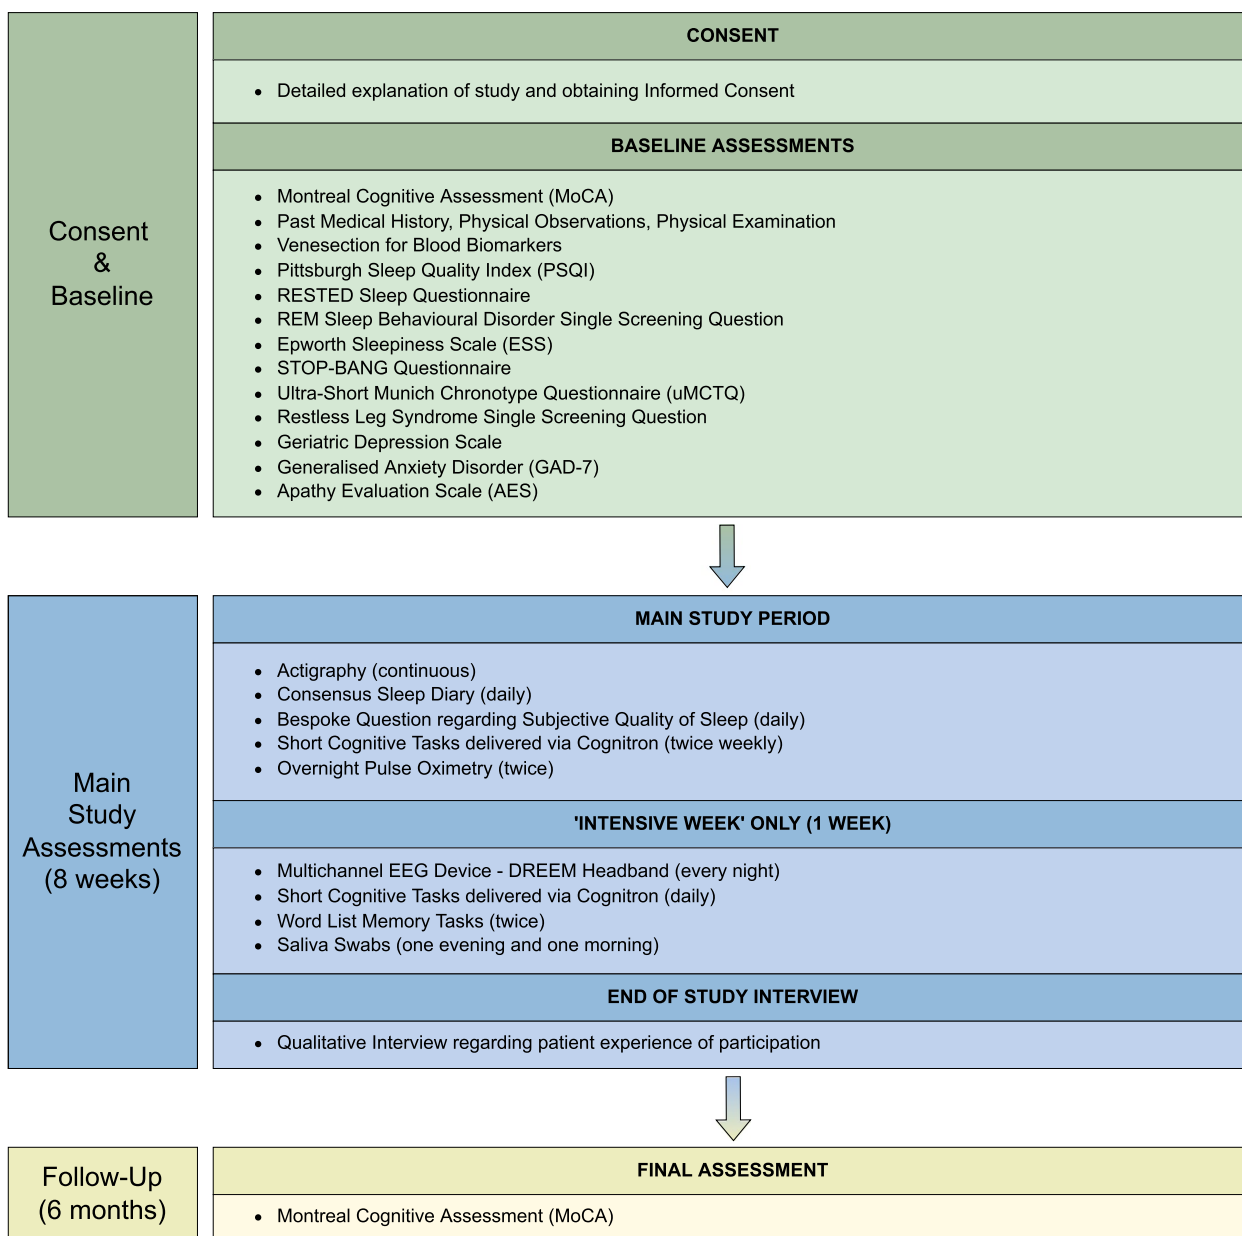 Consent
&
Baseline
CONSENT
• Detailed explanation of study and obtaining Informed Consent
BASELINE ASSESSMENTS
• Montreal Cognitive Assessment (MoCA)
• Past Medical History, Physical Observations, Physical Examination
• Venesection for Blood Biomarkers
• Pittsburgh Sleep Quality Index (PSQI)
• RESTED Sleep Questionnaire
• REM Sleep Behavioural Disorder Single Screening Question
• Epworth Sleepiness Scale (ESS)
• STOP-BANG Questionnaire
• Ultra-Short Munich Chronotype Questionnaire (uMCTQ)
• Restless Leg Syndrome Single Screening Question
• Geriatric Depression Scale
• Generalised Anxiety Disorder (GAD-7)
• Apathy Evaluation Scale (AES)
Main
Study
Assessments
(8 weeks)
MAIN STUDY PERIOD
• Actigraphy (continuous)
• Consensus Sleep Diary (daily)
• Bespoke Question regarding Subjective Quality of Sleep (daily)
• Short Cognitive Tasks delivered via Cognitron (twice weekly)
• Overnight Pulse Oximetry (twice)
'INTENSIVE WEEK' ONLY (1 WEEK)
• Multichannel EEG Device - DREEM Headband (every night)
• Short Cognitive Tasks delivered via Cognitron (daily)
• Word List Memory Tasks (twice)
• Saliva Swabs (one evening and one morning)
END OF STUDY INTERVIEW
• Qualitative Interview regarding patient experience of participation
Follow-Up
(6 months)
FINAL ASSESSMENT
• Montreal Cognitive Assessment (MoCA)